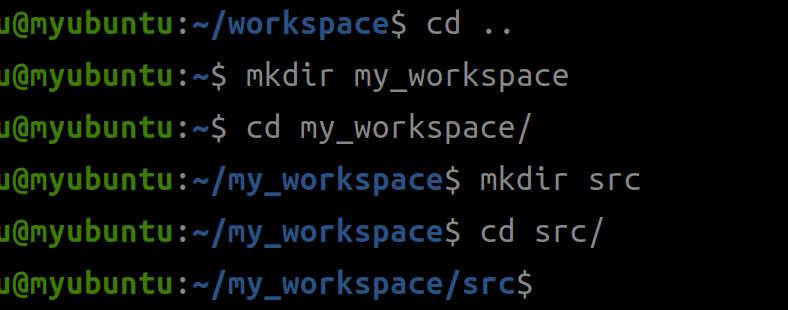 u@myubuntu:~/workspace$ cd ..
u@myubuntu:~$ mkdir my_workspace
u@myubuntu:~$ cd my_workspace/
u@myubuntu:~/my_workspace$ mkdir src
u@myubuntu:~/my_workspace$ cd src/
u@myubuntu:~/my_workspace/src$